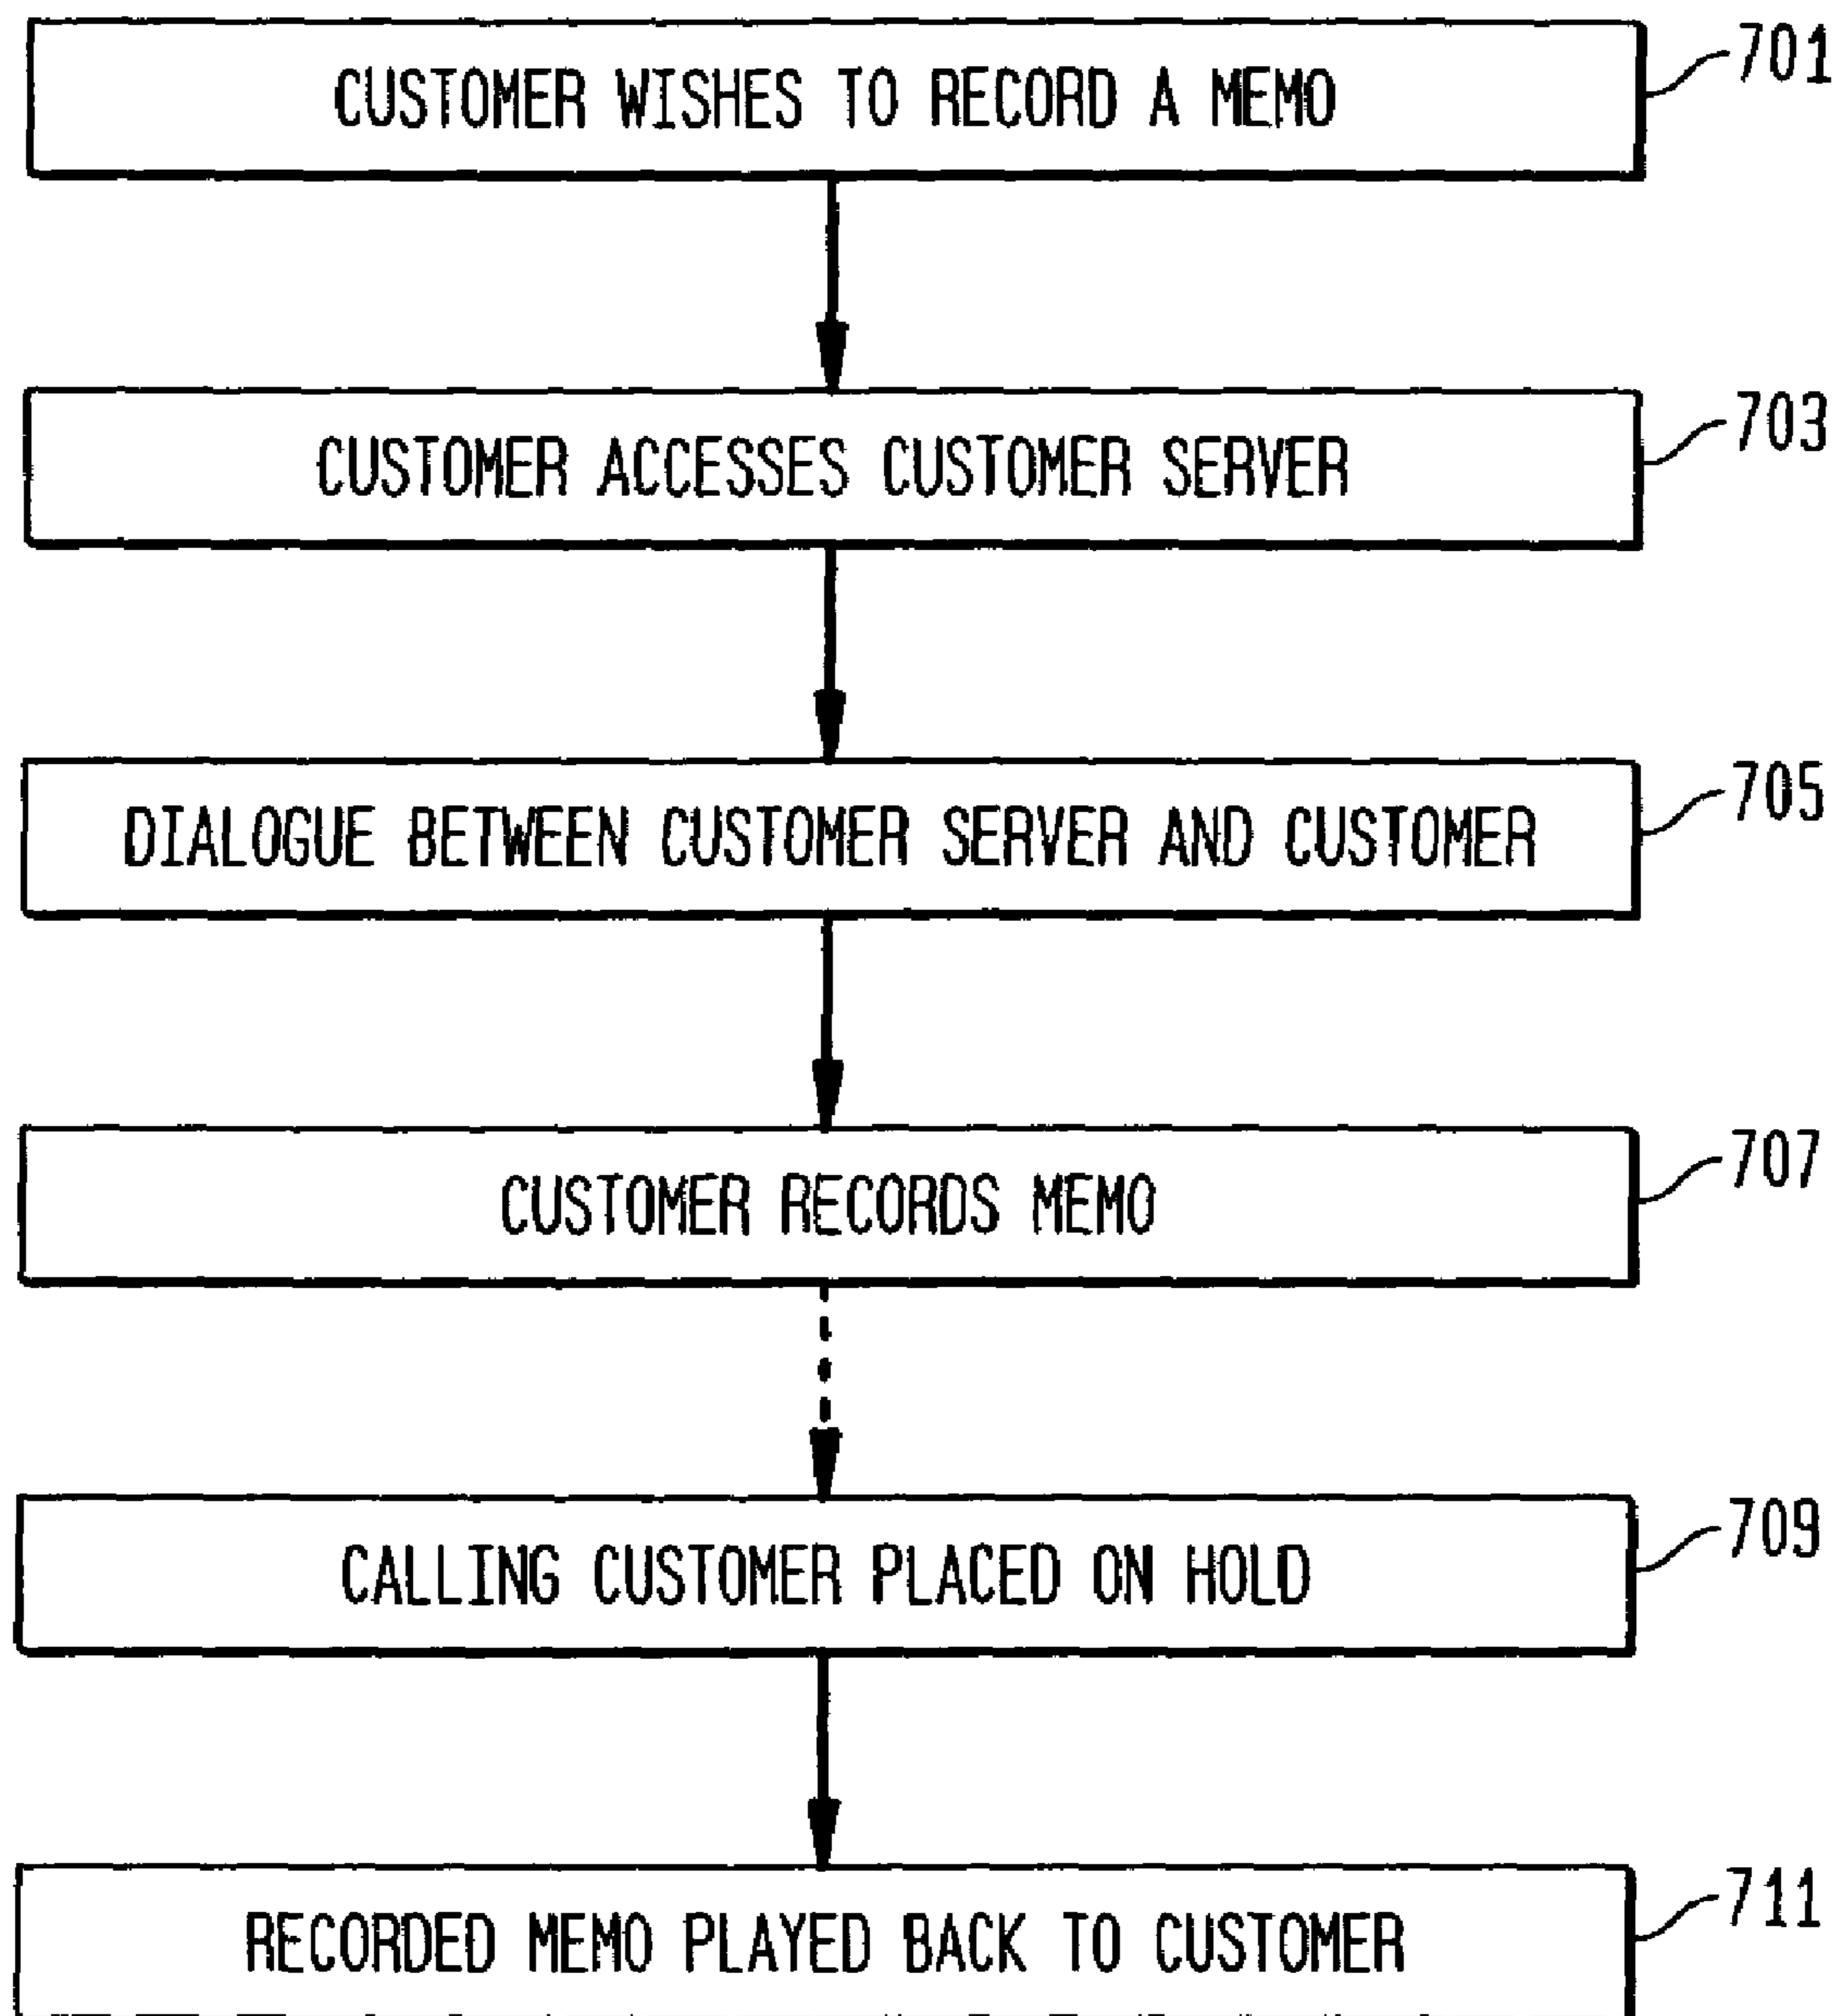 CUSTOMER WISHES TO RECORD A MEMO
701
CUSTOMER ACCESSES CUSTOMER SERVER
703
DIALOGUE BETWEEN CUSTOMER SERVER AND CUSTOMER
705
CUSTOMER RECORDS MEMO
707
CALLING CUSTOMER PLACED ON HOLD
709
RECORDED MEMO PLAYED BACK TO CUSTOMER
711